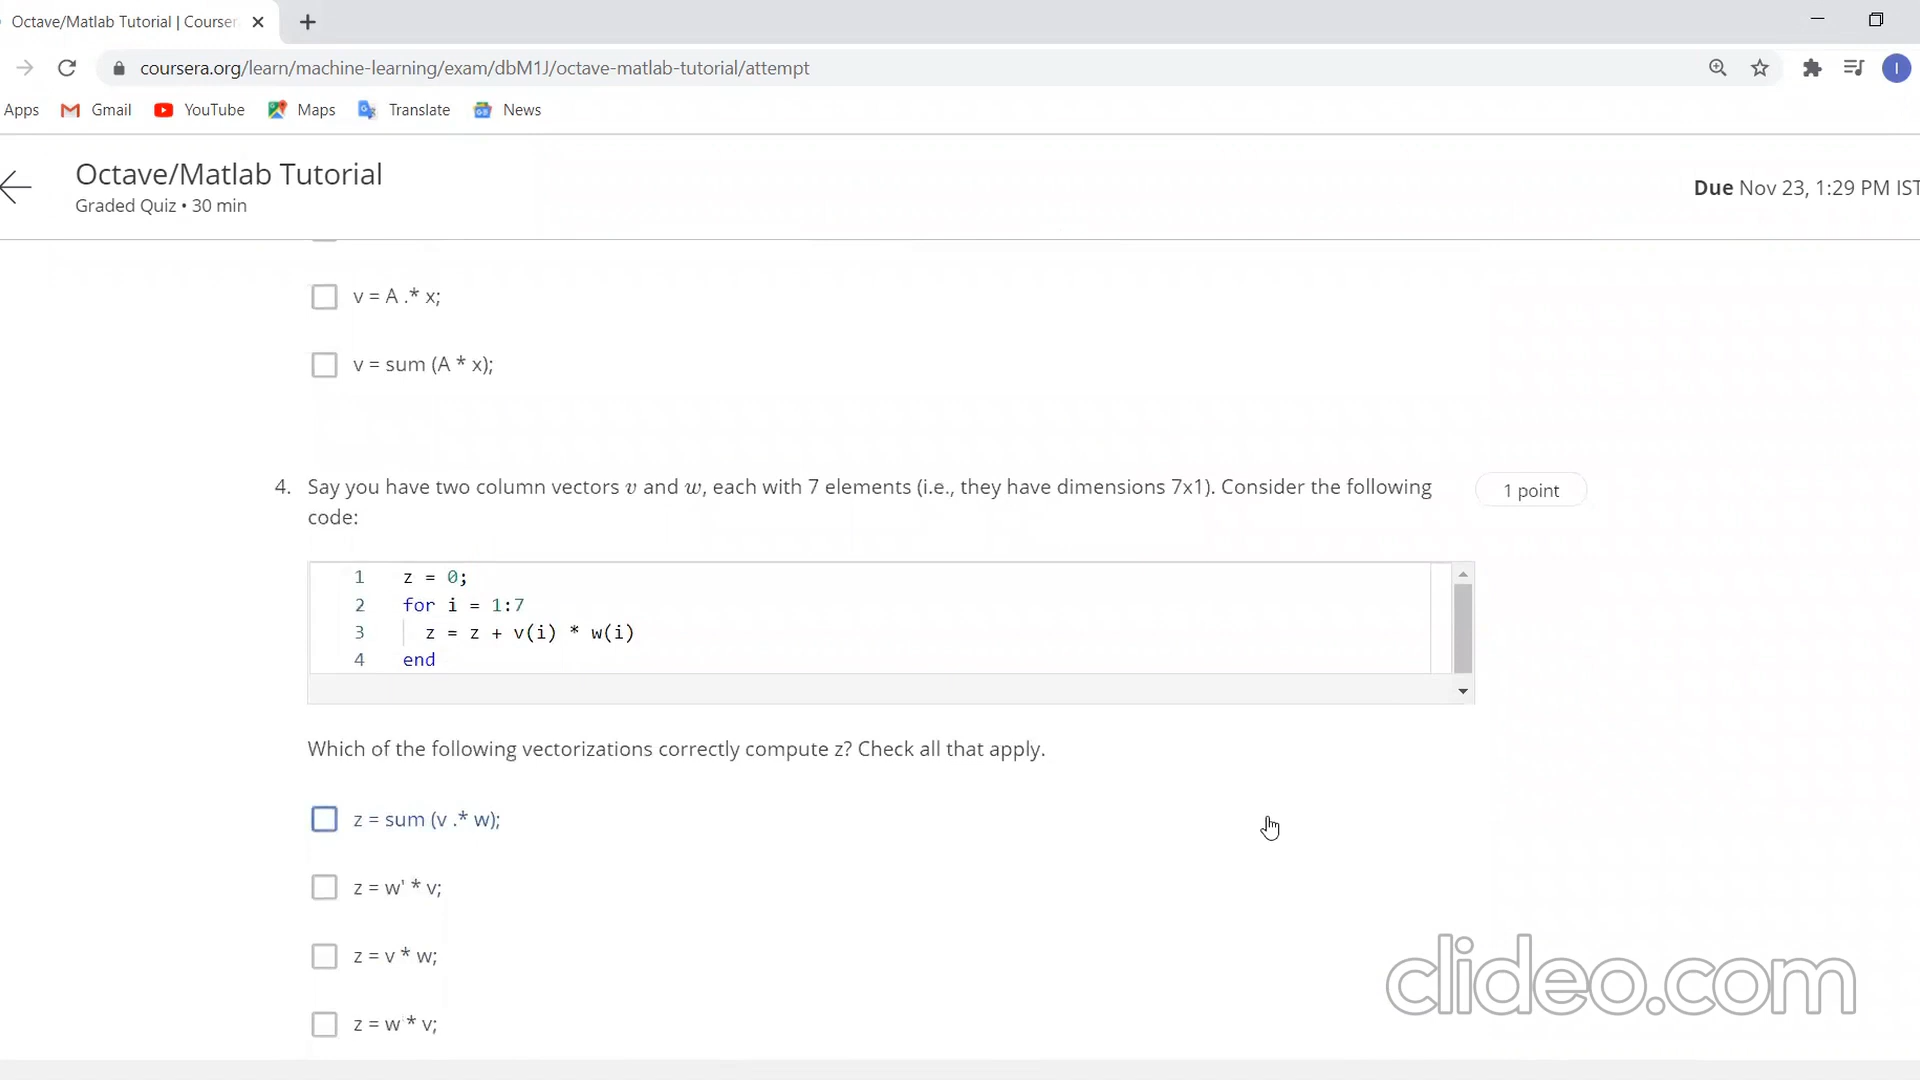 Octave/Matlab Tutorial | Courser
coursera.org/learn/machine-learning/exam/dbM1J/octave-matlab-tutorial/attempt
I
Apps Gmail YouTube Maps Translate News
Octave/Matlab Tutorial
Graded Quiz • 30 min
Due Nov 23, 1:29 PM IST
v = A .* x;
v = sum (A * x);
4. Say you have two column vectors v and w, each with 7 elements (i.e., they have dimensions 7x1). Consider the following
code:
1 point
1 z = 0;
2 for i = 1:7
3 z = z + v(i) * w(i)
4 end
Which of the following vectorizations correctly compute z? Check all that apply.
z = sum (v .* w);
z = w' * v;
z = v * w;
z = w * v;
clideo.com